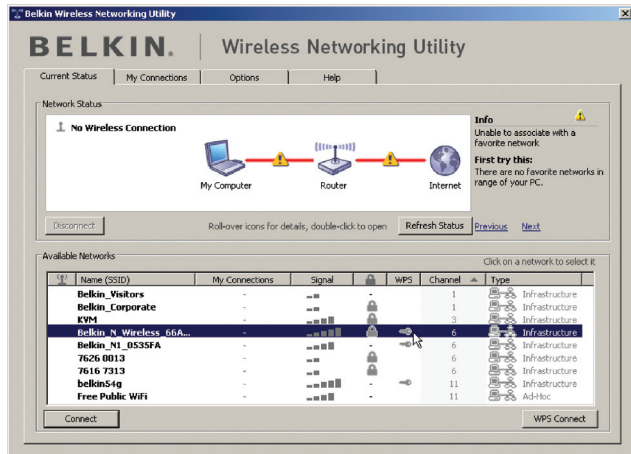 Belkin Wireless Networking Utility
BELKIN. Wireless Networking Utility
Current Status My Connections Options Help
Network Status
No Wireless Connection
My Computer Router Internet
Info
Unable to associate with a
favorite network
First try this:
There are no favorite networks in
range of your PC.
Disconnect Roll-over icons for details, double-click to open Refresh Status Previous Next
Available Networks
Click on a network to select it
Name (SSID) My Connections Signal WPS Channel Type
Belkin_Visitors - - 1 Infrastructure
Belkin_Corporate - 1 Infrastructure
KVM - 3 Infrastructure
Belkin_N_Wireless_66A... - 6 Infrastructure
Belkin_N1_0535FA - - 6 Infrastructure
7626 0013 - 6 Infrastructure
7616 7313 - 6 Infrastructure
belkin54g - - 11 Infrastructure
Free Public WiFi - - 11 Ad-Hoc
Connect WPS Connect